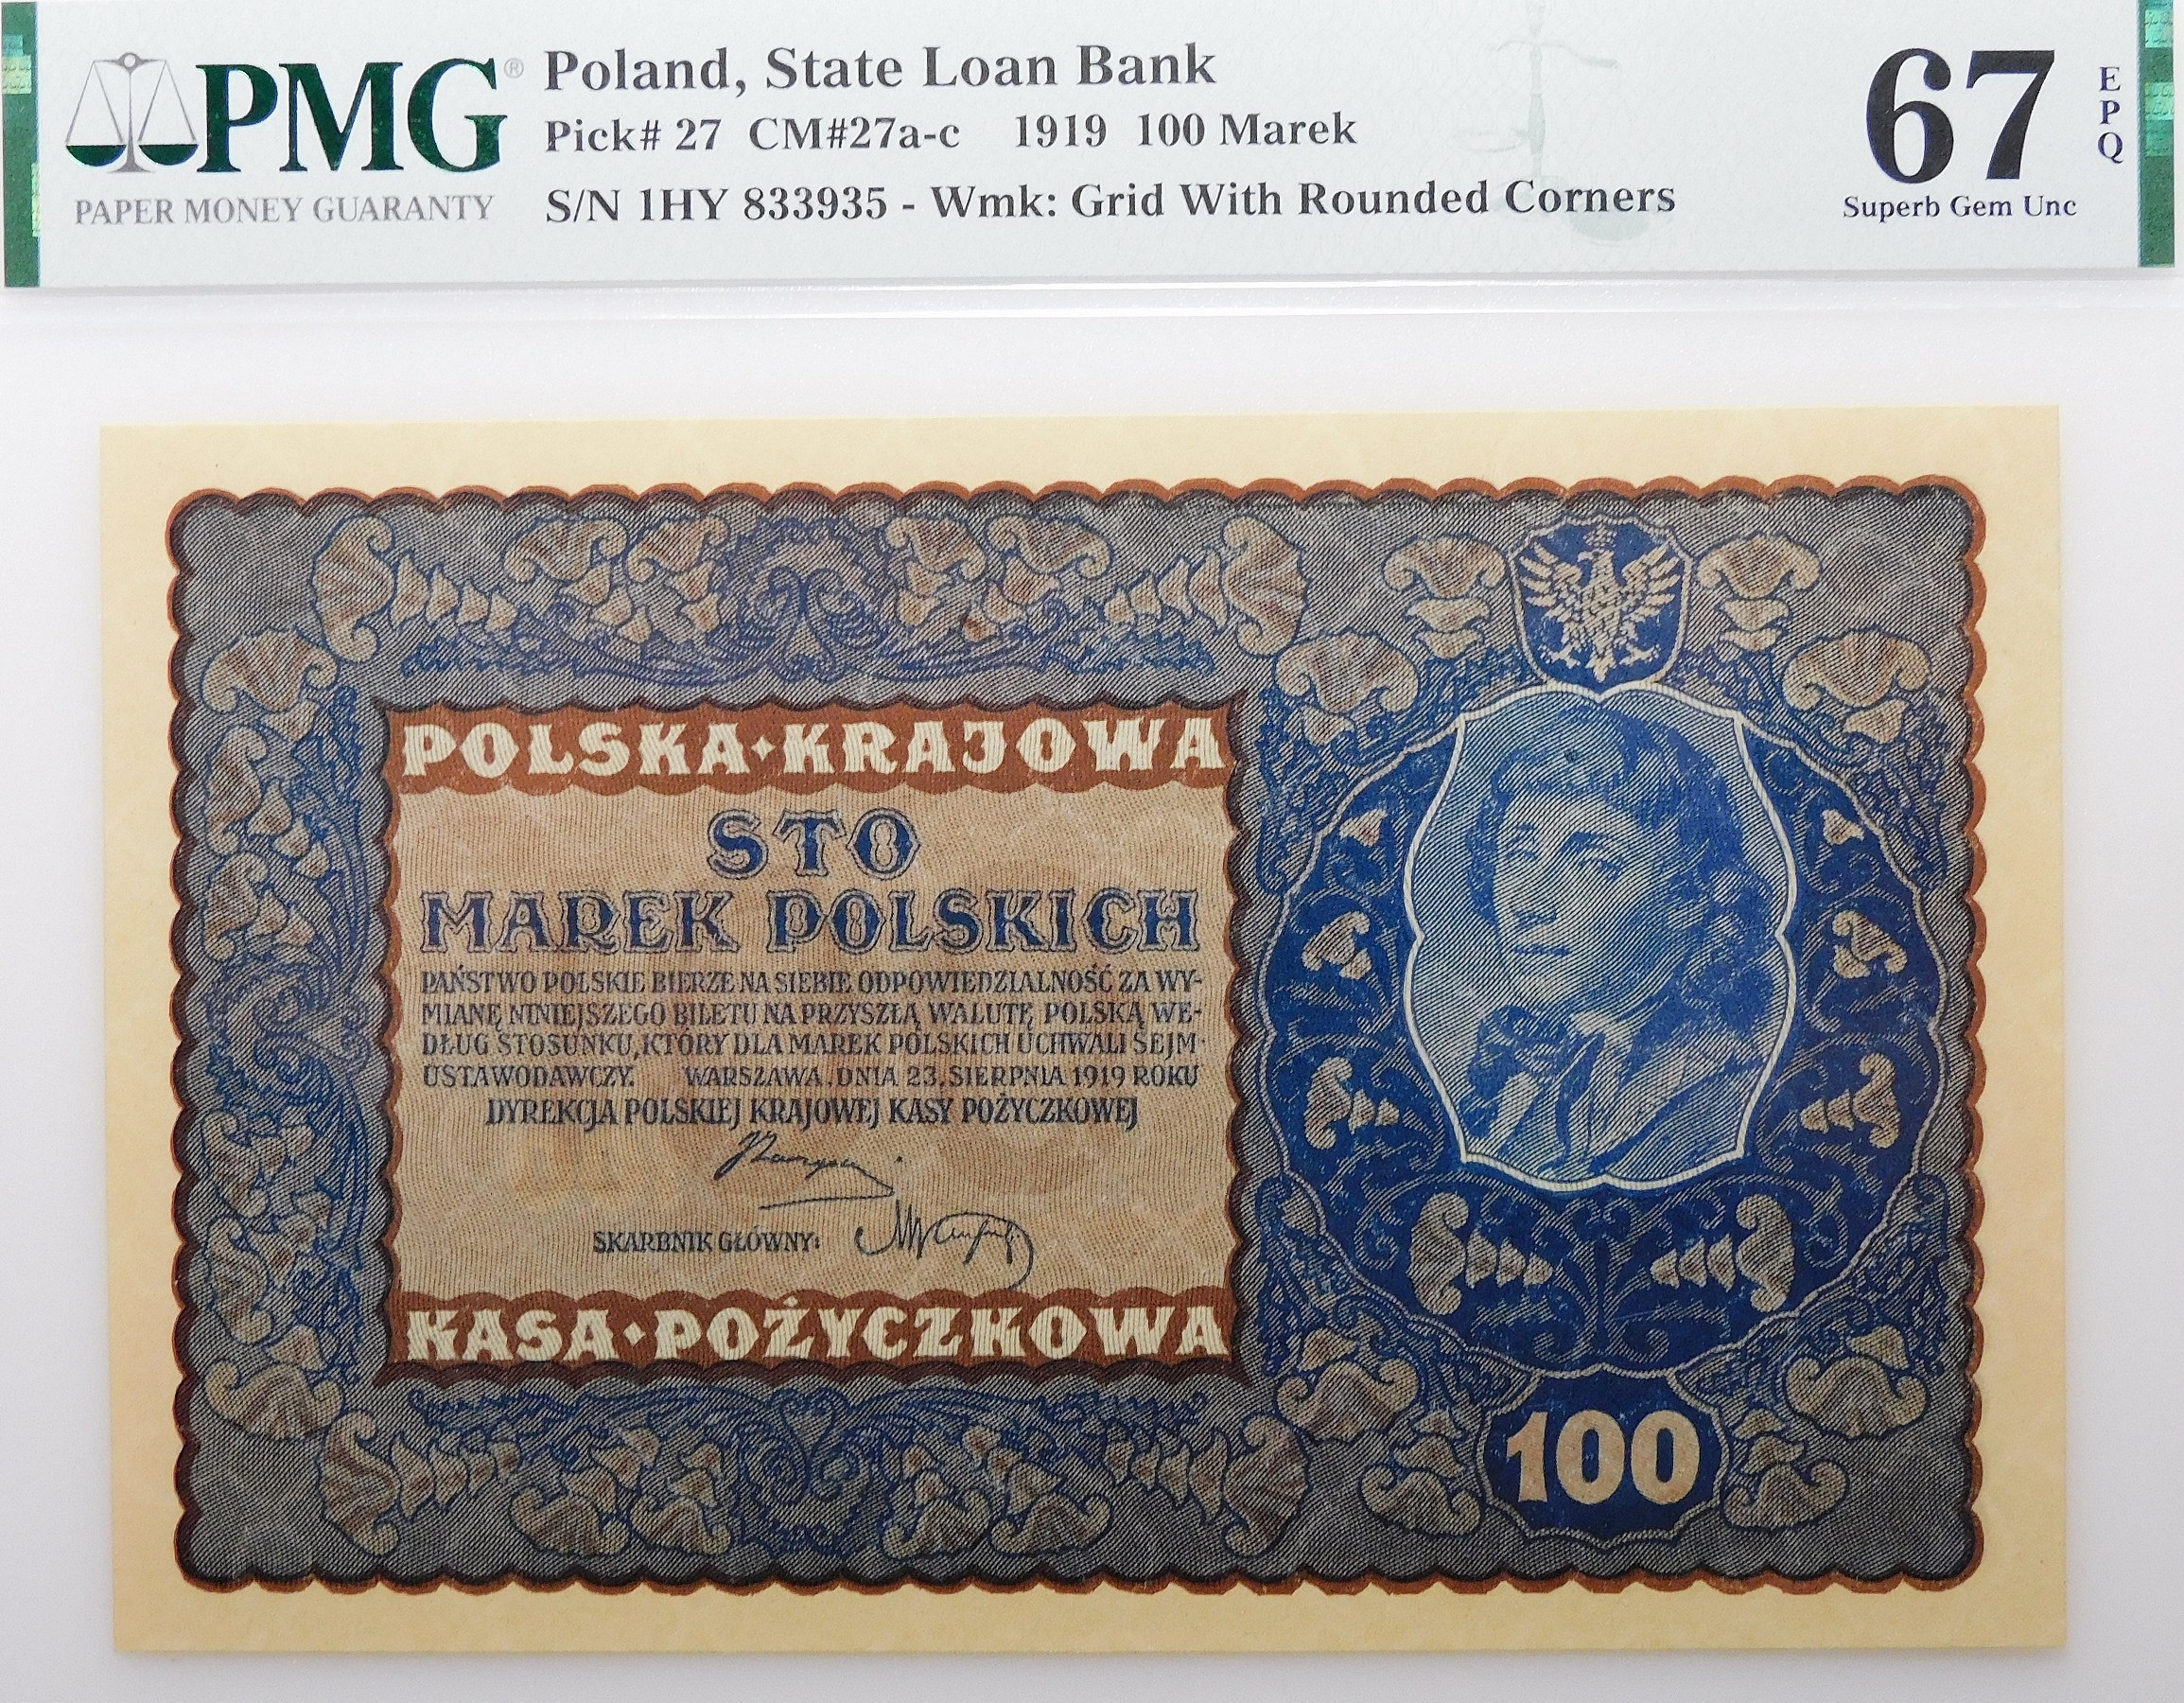 PMG®
PAPER MONEY GUARANTY
Poland, State Loan Bank
Pick# 27 CM#27a-c 1919 100 Marek
S/N 1HY 833935 - Wmk: Grid With Rounded Corners
67
EPQ
Superb Gem Unc
POLSKA·KRAJOWA
STO
MAREK POLSKICH
PAŃSTWO POLSKIE BIERZE NA SIEBIE ODPOWIEDZIALNOŚĆ ZA WY-
MIANĘ NINIEJSZEGO BILETU NA PRZYSZŁĄ WALUTĘ POLSKĄ WE-
DŁUG STOSUNKU, KTÓRY DLA MAREK POLSKICH UCHWALI SEJM
USTAWODAWCZY. WARSZAWA, DNIA 23. SIERPNIA 1919 ROKU
DYREKCJA POLSKIEJ KRAJOWEJ KASY POŻYCZKOWEJ
SKARBNIK GŁÓWNY:
KASA·POŻYCZKOWA
100